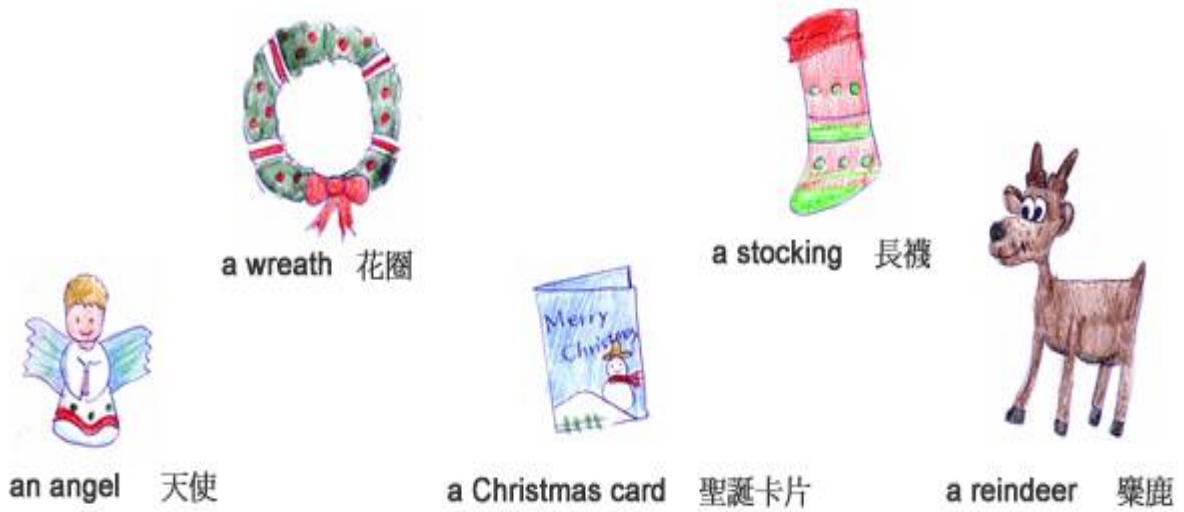 a wreath 花圈
a stocking 長襪
Merry
Christmas
an angel 天使
a Christmas card 聖誕卡片
a reindeer 麋鹿